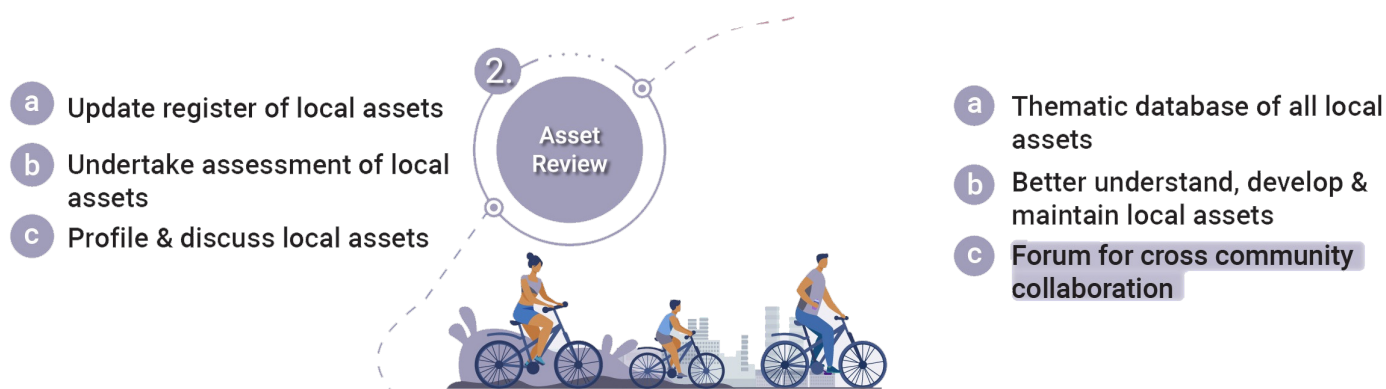 a Update register of local assets
b Undertake assessment of local
assets
c Profile & discuss local assets
2.
Asset
Review
a Thematic database of all local
assets
b Better understand, develop &
maintain local assets
c Forum for cross community
collaboration